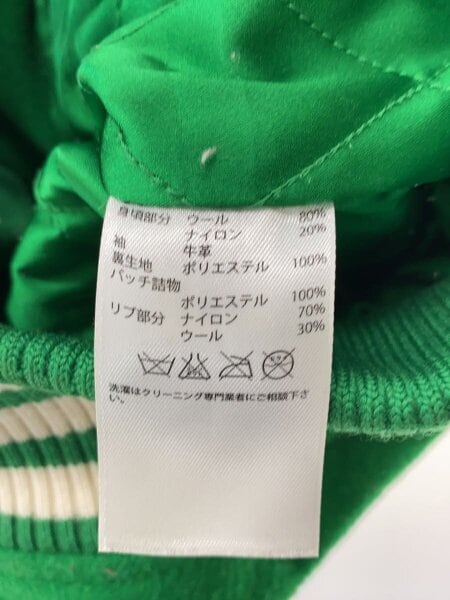 身頃部分 ウール 80%
ナイロン 20%
袖 牛革
裏生地 ポリエステル 100%
パッチ詰物
ポリエステル 100%
リブ部分 ナイロン 70%
ウール 30%
洗濯はクリーニング専門業者にご相談下さ
い。